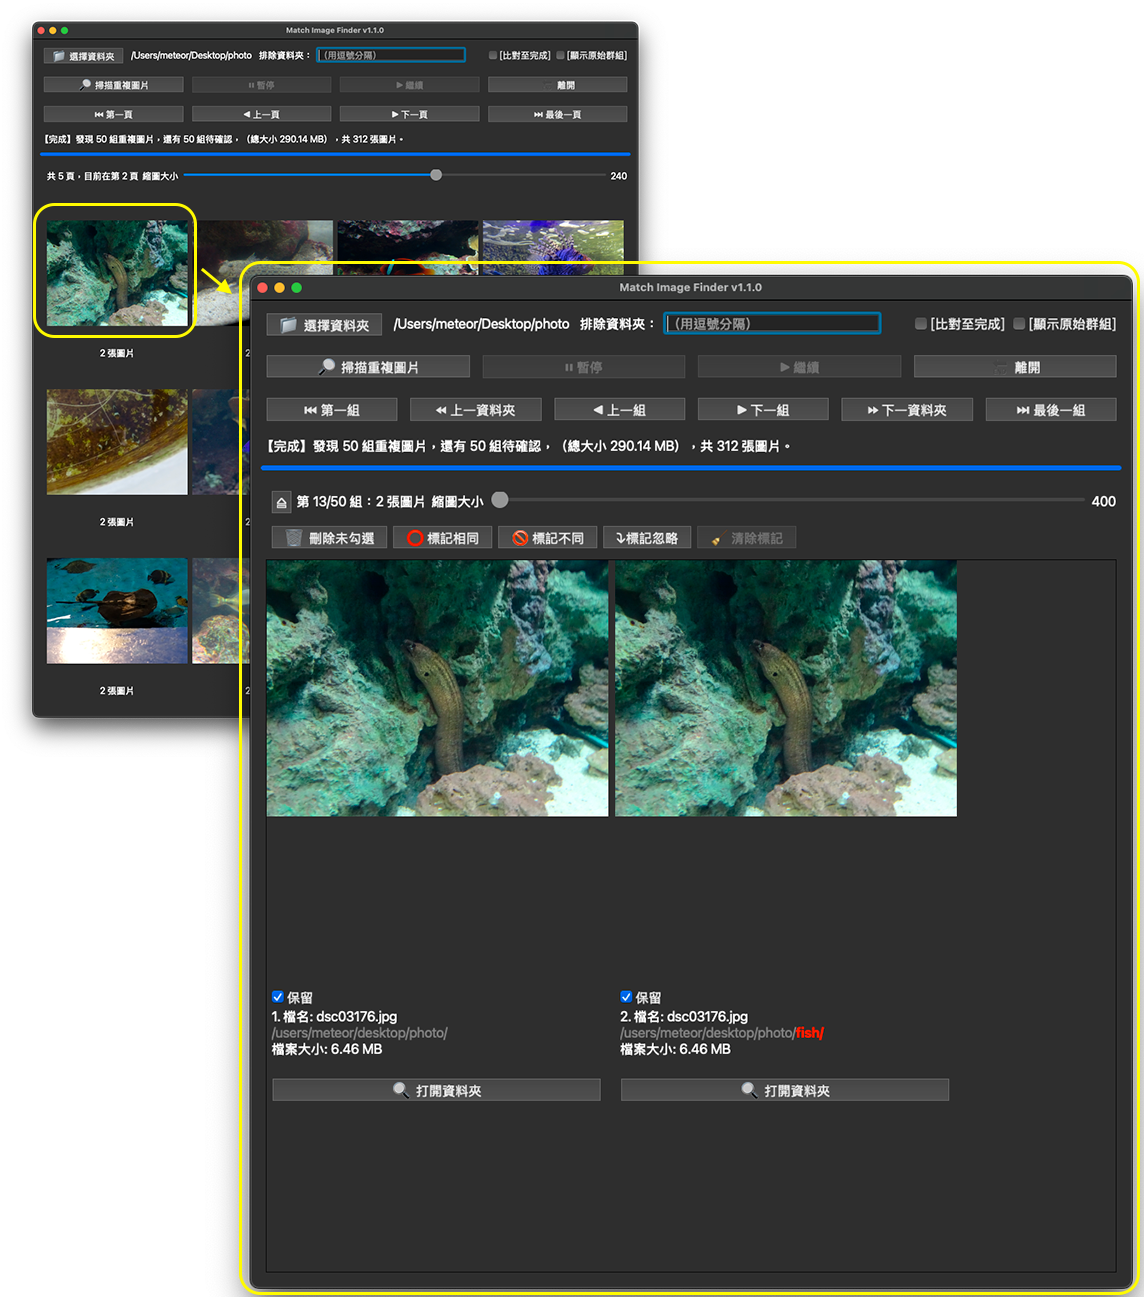 Match Image Finder v1.1.0
選擇資料夾 /Users/meteor/Desktop/photo 排除資料夾： （用逗號分隔） [比對至完成] [顯示原始群組]
掃描重複圖片 暫停 繼續 離開
第一頁 上一頁 下一頁 最後一頁
【完成】發現 50 組重複圖片，還有 50 組待確認，（總大小 290.14 MB），共 312 張圖片。
共 5 頁，目前在第 2 頁 縮圖大小 240
2 張圖片
2
2 張圖片
2
2 張圖片
2
Match Image Finder v1.1.0
選擇資料夾 /Users/meteor/Desktop/photo 排除資料夾： （用逗號分隔） [比對至完成] [顯示原始群組]
掃描重複圖片 暫停 繼續 離開
第一組 上一資料夾 上一組 下一組 下一資料夾 最後一組
【完成】發現 50 組重複圖片，還有 50 組待確認，（總大小 290.14 MB），共 312 張圖片。
第 13/50 組：2 張圖片 縮圖大小 400
刪除未勾選 標記相同 標記不同 標記忽略 清除標記
保留 保留
1. 檔名: dsc03176.jpg 2. 檔名: dsc03176.jpg
/users/meteor/desktop/photo/ /users/meteor/desktop/photo/fish/
檔案大小: 6.46 MB 檔案大小: 6.46 MB
打開資料夾 打開資料夾